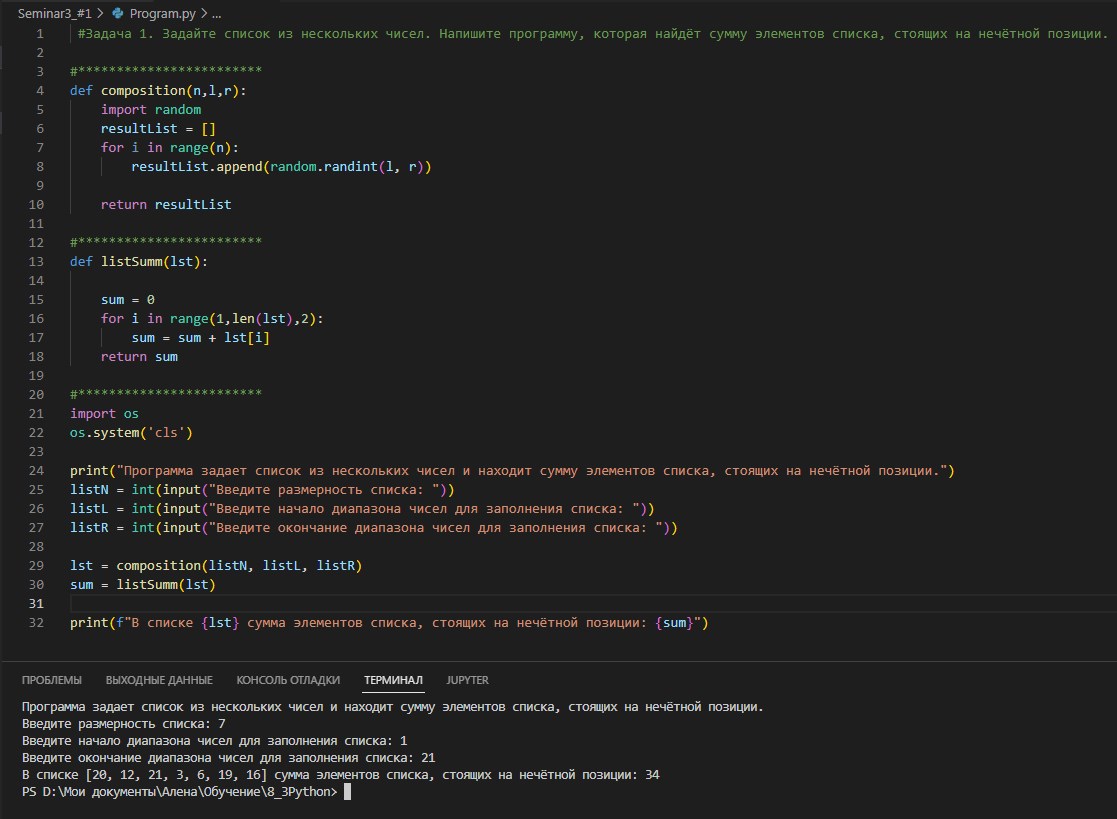 Seminar3_#1 > Program.py > ...
1 #Задача 1. Задайте список из нескольких чисел. Напишите программу, которая найдёт сумму элементов списка, стоящих на нечётной позиции.
2
3 #************************
4 def composition(n,l,r):
5     import random
6     resultList = []
7     for i in range(n):
8         resultList.append(random.randint(l, r))
9
10     return resultList
11
12 #************************
13 def listSumm(lst):
14
15     sum = 0
16     for i in range(1,len(lst),2):
17         sum = sum + lst[i]
18     return sum
19
20 #************************
21 import os
22 os.system('cls')
23
24 print("Программа задает список из нескольких чисел и находит сумму элементов списка, стоящих на нечётной позиции.")
25 listN = int(input("Введите размерность списка: "))
26 listL = int(input("Введите начало диапазона чисел для заполнения списка: "))
27 listR = int(input("Введите окончание диапазона чисел для заполнения списка: "))
28
29 lst = composition(listN, listL, listR)
30 sum = listSumm(lst)
31
32 print(f"В списке {lst} сумма элементов списка, стоящих на нечётной позиции: {sum}")
ПРОБЛЕМЫ ВЫХОДНЫЕ ДАННЫЕ КОНСОЛЬ ОТЛАДКИ ТЕРМИНАЛ JUPYTER
Программа задает список из нескольких чисел и находит сумму элементов списка, стоящих на нечётной позиции.
Введите размерность списка: 7
Введите начало диапазона чисел для заполнения списка: 1
Введите окончание диапазона чисел для заполнения списка: 21
В списке [20, 12, 21, 3, 6, 19, 16] сумма элементов списка, стоящих на нечётной позиции: 34
PS D:\Мои документы\Алена\Обучение\8_3Python>